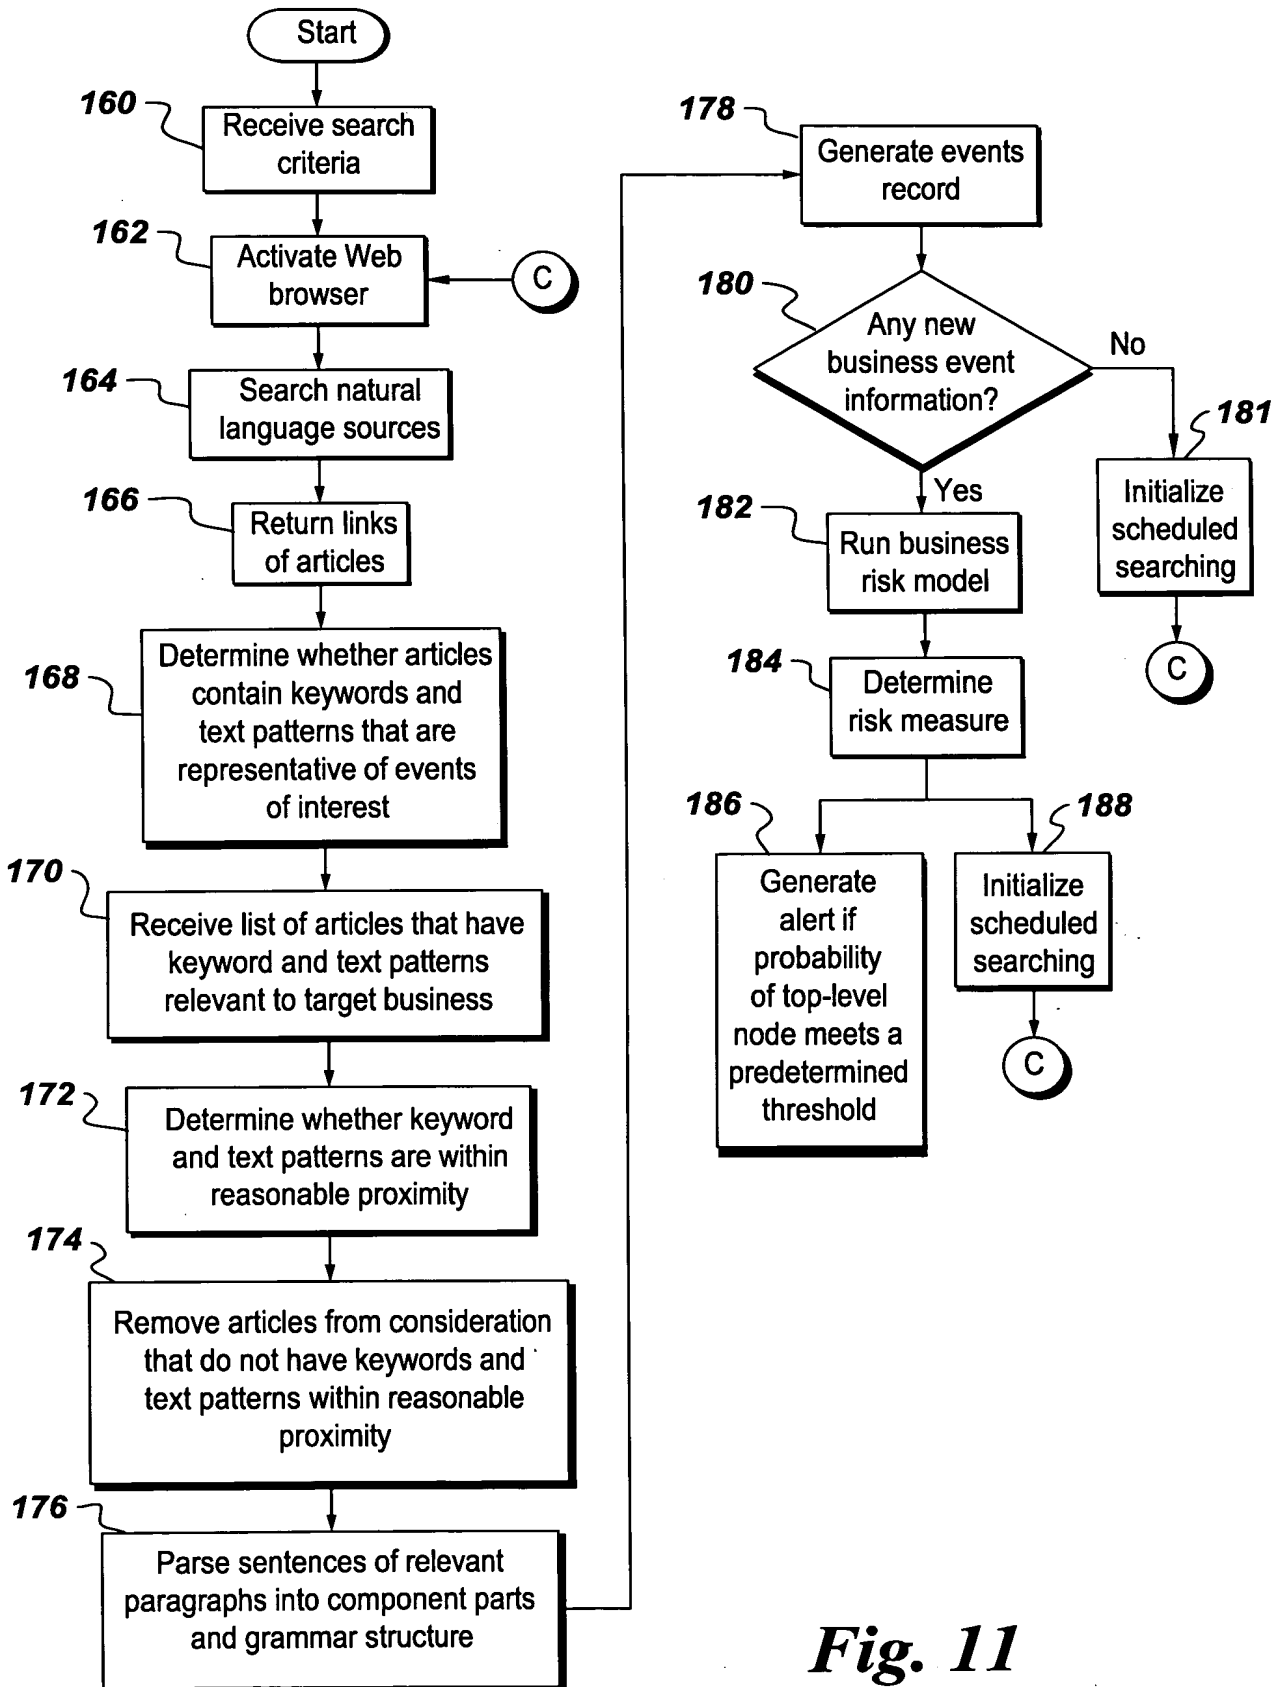 Start
160
Receive search
criteria
162
Activate Web
browser
C
164
Search natural
language sources
166
Return links
of articles
168
Determine whether articles
contain keywords and
text patterns that are
representative of events
of interest
170
Receive list of articles that have
keyword and text patterns
relevant to target business
172
Determine whether keyword
and text patterns are within
reasonable proximity
174
Remove articles from consideration
that do not have keywords and
text patterns within reasonable
proximity
176
Parse sentences of relevant
paragraphs into component parts
and grammar structure
178
Generate events
record
180
Any new
business event
information?
No
181
Initialize
scheduled
searching
C
Yes
182
Run business
risk model
184
Determine
risk measure
186
Generate
alert if
probability
of top-level
node meets a
predetermined
threshold
188
Initialize
scheduled
searching
C
Fig. 11